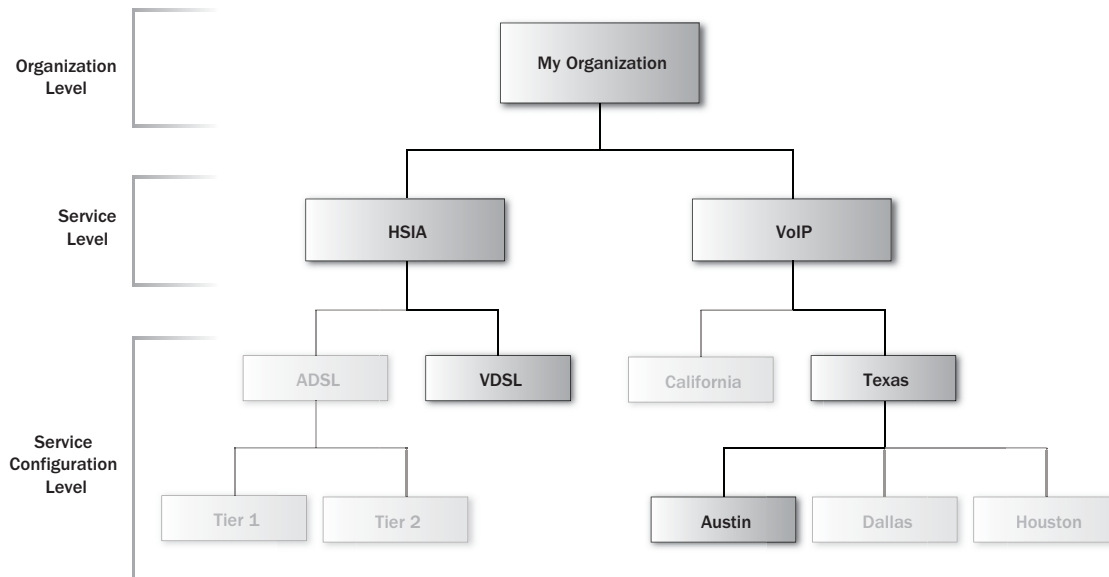 Organization
Level
My Organization
Service
Level
HSIA
VoIP
Service
Configuration
Level
ADSL
VDSL
California
Texas
Tier 1
Tier 2
Austin
Dallas
Houston